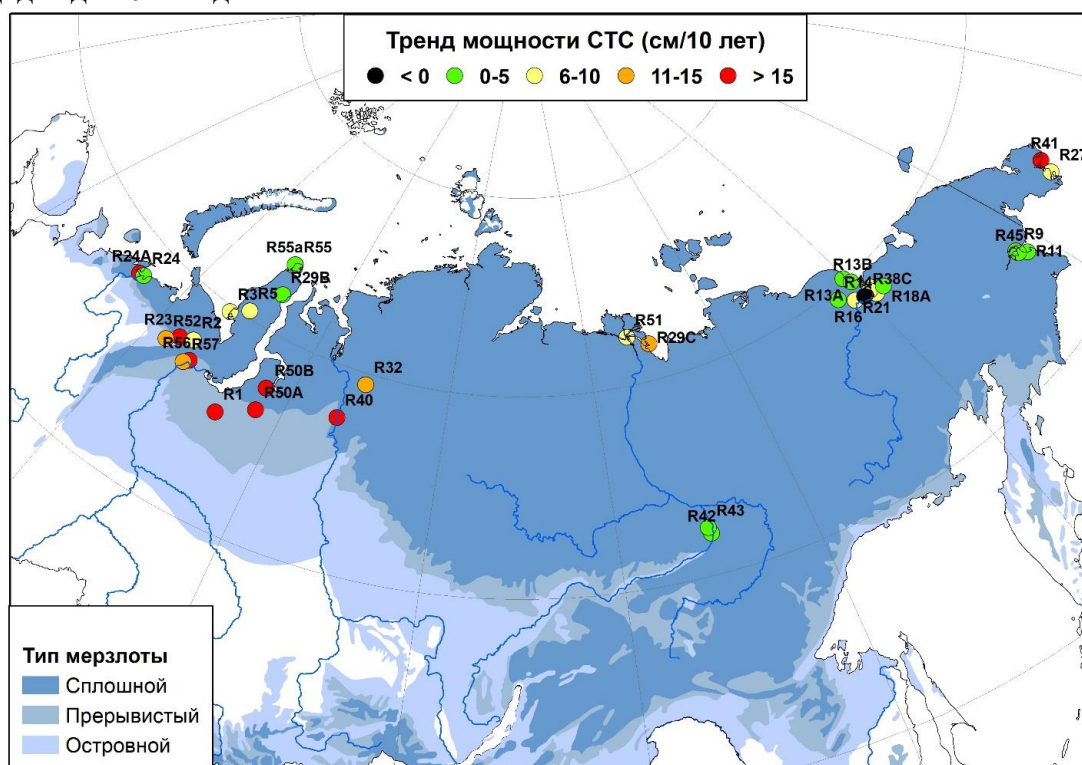 Тренд мощности СТС (см/10 лет)
< 0 0-5 6-10 11-15 > 15
R41
R27
R45 R9
R11
R24A R24
R55a R55
R29B
R3 R5
R13B
R14 R38C
R13A R18A
R21
R16
R23 R52 R2
R56 R57
R51
R29C
R50B
R32
R1 R50A
R40
R42 R43
Тип мерзлоты
Сплошной
Прерывистый
Островной